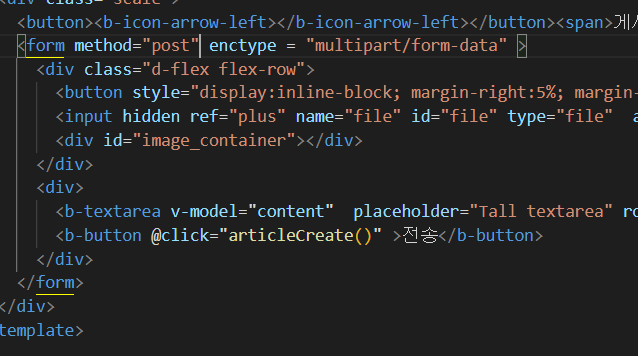 <div class="scale">
<button><b-icon-arrow-left></b-icon-arrow-left></button><span>게시
<form method="post" enctype = "multipart/form-data" >
<div class="d-flex flex-row">
<button style="display:inline-block; margin-right:5%; margin-
<input hidden ref="plus" name="file" id="file" type="file" a
<div id="image_container"></div>
</div>
<div>
<b-textarea v-model="content" placeholder="Tall textarea" ro
<b-button @click="articleCreate()" >전송</b-button>
</div>
</form>
</div>
template>